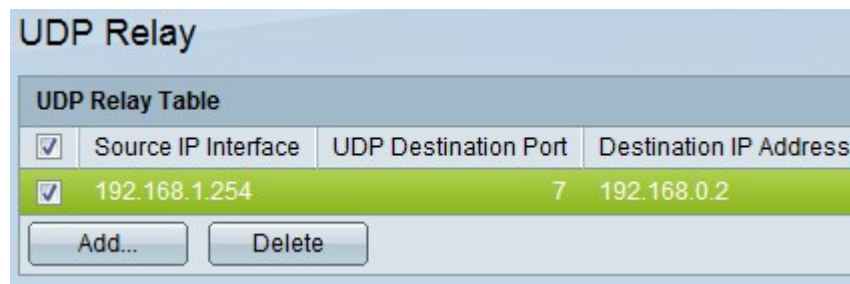 UDP Relay
UDP Relay Table
Source IP Interface UDP Destination Port Destination IP Address
192.168.1.254 7 192.168.0.2
Add... Delete